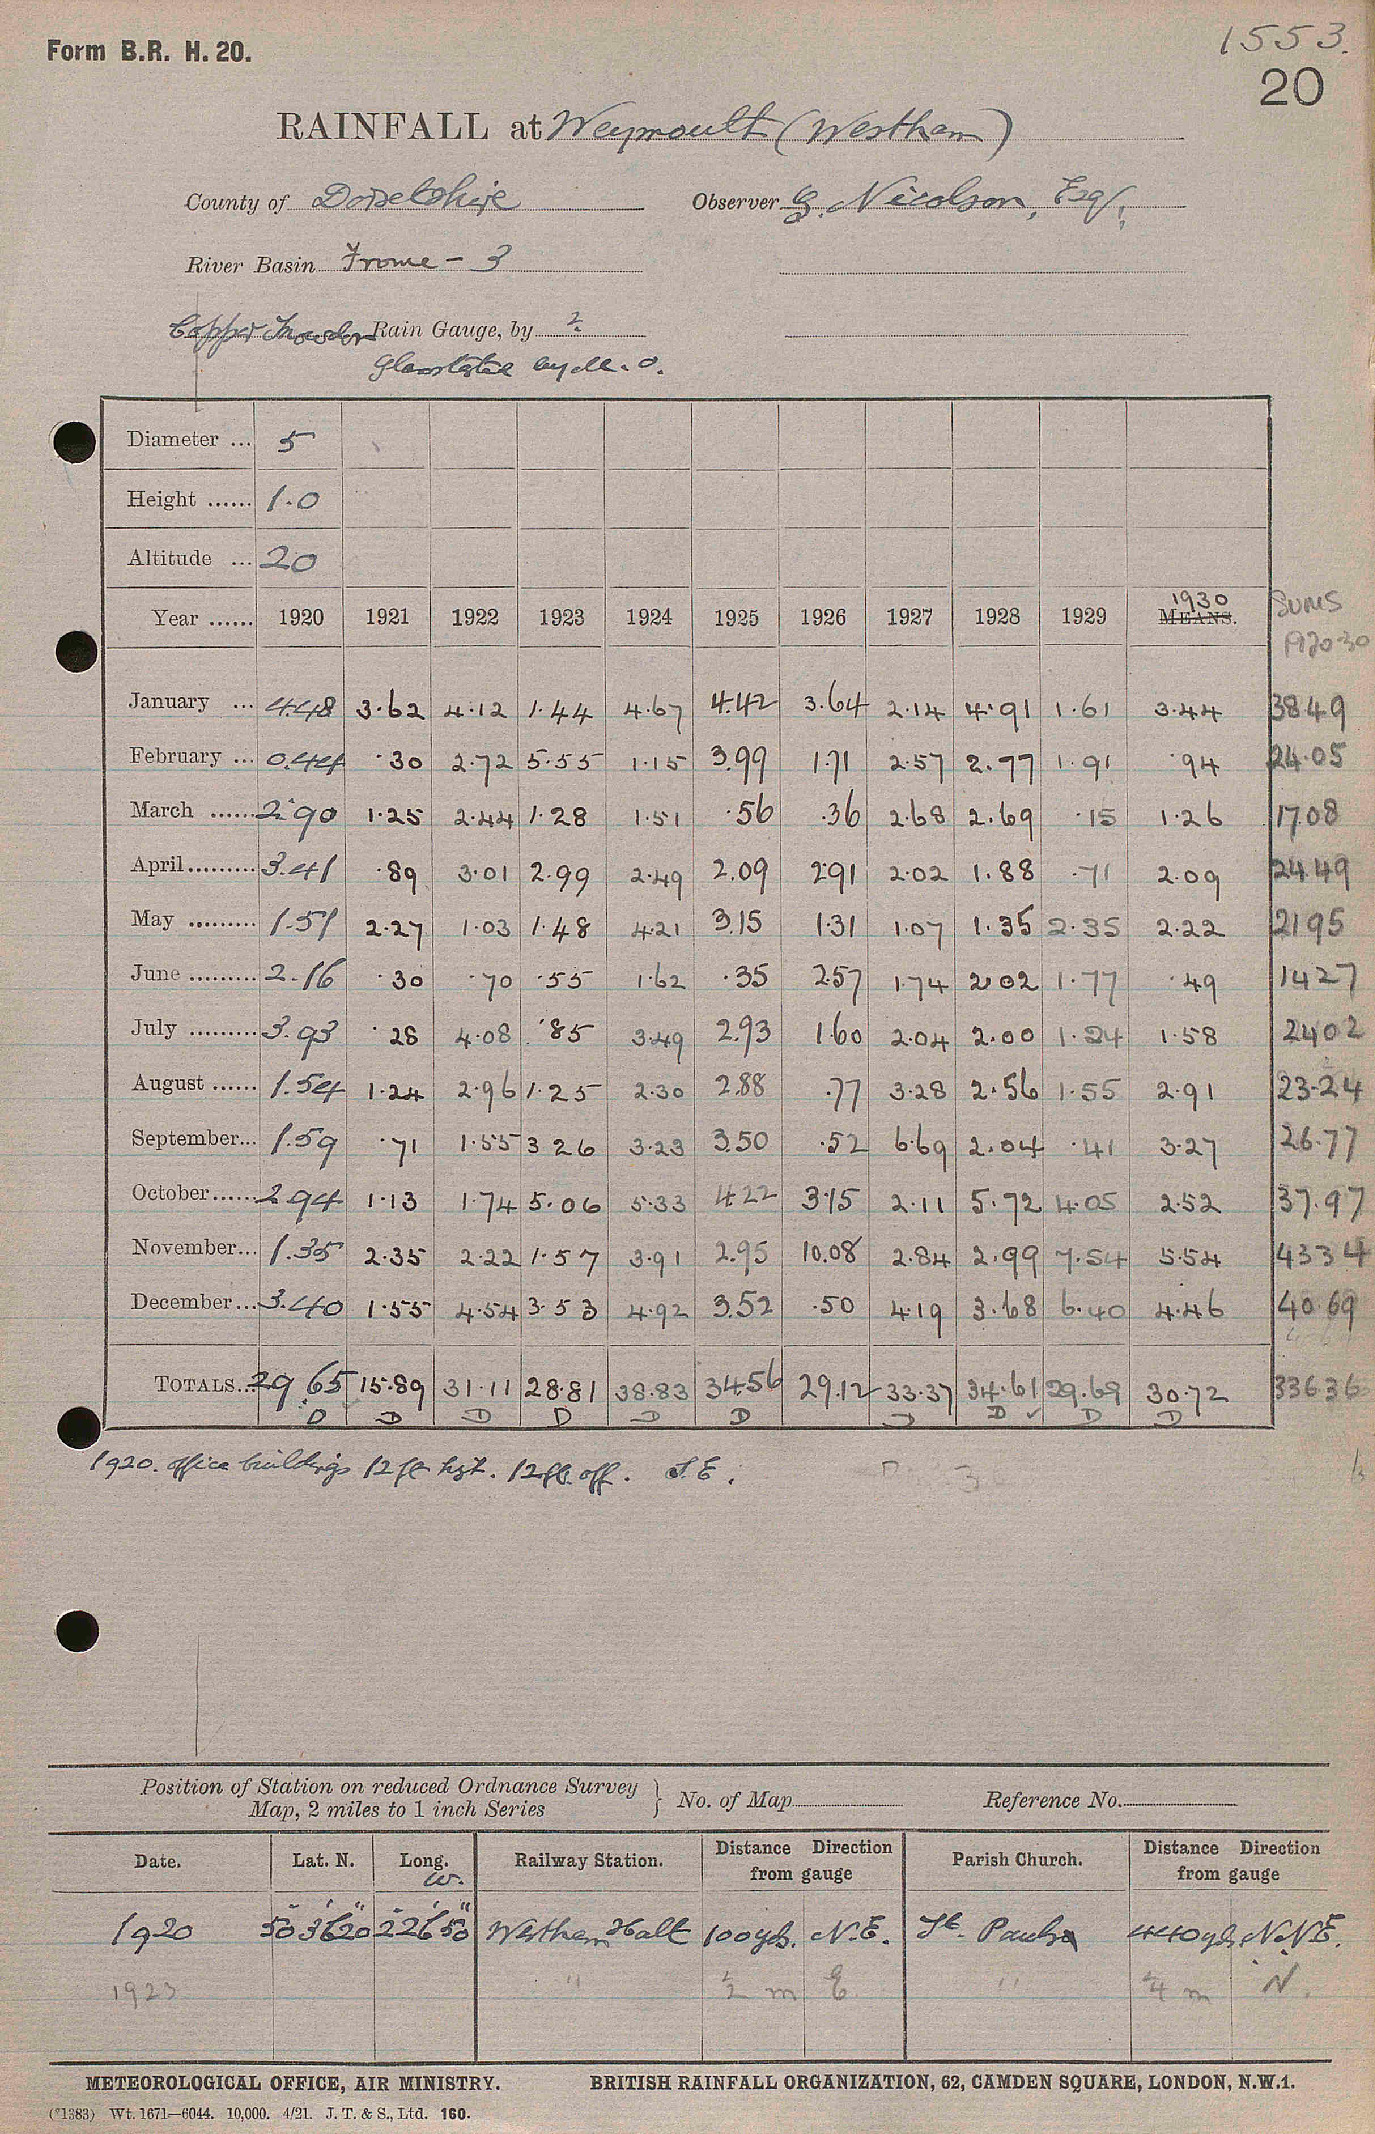 Form B.R. H. 20.
1553.
20
RAINFALL at Weymouth (Westham)
County of Dorsetshire Observer G. Nicolson, Esq.
River Basin Frome - 3
Copper Snowdon Rain Gauge, by ?
Glass tested by M. O.
Diameter ... 5
Height ...... 1.0
Altitude ... 20
Year ...... 1920 1921 1922 1923 1924 1925 1926 1927 1928 1929 MEANS. 1930 SUMS 1920-30
January ... 4.48 3.62 4.12 1.44 4.67 4.42 3.64 2.14 4.91 1.61 3.44 38.49
February ... 0.44 .30 2.72 5.55 1.15 3.99 1.71 2.57 2.77 1.91 .94 24.05
March ...... 2.90 1.25 2.44 1.28 1.51 .56 .36 2.68 2.69 .15 1.26 17.08
April ......... 3.41 .89 3.01 2.99 2.49 2.09 2.91 2.02 1.88 .71 2.09 24.49
May ......... 1.51 2.27 1.03 1.48 4.21 3.15 1.31 1.07 1.35 2.35 2.22 21.95
June ......... 2.16 .30 .70 .55 1.62 .35 2.57 1.74 2.02 1.77 .49 14.27
July ......... 3.93 .28 4.08 .85 3.49 2.93 1.60 2.04 2.00 1.24 1.58 24.02
August ...... 1.54 1.24 2.96 1.25 2.30 2.88 .77 3.28 2.56 1.55 2.91 23.24
September... 1.59 .71 1.55 3.26 3.23 3.50 .52 6.69 2.04 .41 3.27 26.77
October...... 2.94 1.13 1.74 5.06 5.33 4.22 3.15 2.11 5.72 4.05 2.52 37.97
November... 1.35 2.35 2.22 1.57 3.91 2.95 10.08 2.84 2.99 7.54 5.54 43.34
December... 3.40 1.55 4.54 3.53 4.92 3.52 .50 4.19 3.68 6.40 4.46 40.69
TOTALS... 29.65 15.89 31.11 28.81 38.83 34.56 29.12 33.37 34.61 29.69 30.72 336.36
D D D D D D D D D D
1920. office buildings 12 ft hgt. 12 ft off. S.E.
Position of Station on reduced Ordnance Survey
Map, 2 miles to 1 inch Series } No. of Map Reference No.
Date. Lat. N. Long. W. Railway Station. Distance Direction from gauge Parish Church. Distance Direction from gauge
1920 50° 36' 20" 2° 26' 50" Westham Halt 100 yds. N.E. St. Pauls 440 yds. N.N.E.
1923 " ½ m E " ¼ m N.
METEOROLOGICAL OFFICE, AIR MINISTRY. BRITISH RAINFALL ORGANIZATION, 62, CAMDEN SQUARE, LONDON, N.W.1.
(*1383) Wt. 1671—6044. 10,000. 4/21. J. T. & S., Ltd. 160.